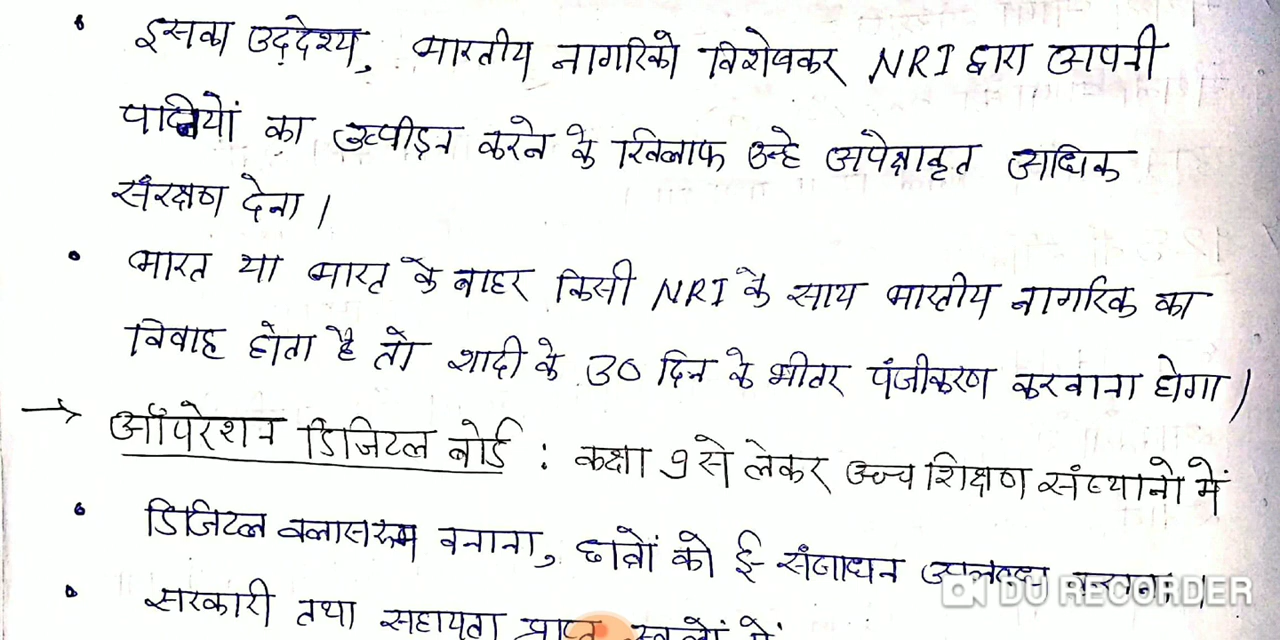 • इसका उद्देश्य, भारतीय नागरिको विशेषकर NRI द्वारा अपनी
पत्नियों का उत्पीड़न करने के खिलाफ उन्हे अपेक्षाकृत अधिक
संरक्षण देना।
• भारत या भारत के बाहर किसी NRI के साथ भारतीय नागरिक का
विवाह होता है तो शादी के 30 दिन के भीतर पंजीकरण करवाना होगा।
→ ऑपरेशन डिजिटल बोर्ड : कक्षा 9 से लेकर उच्च शिक्षण संस्थानो में
• डिजिटल क्लासरूम बनाना, छात्रों को ई-संसाधन उपलब्ध
• सरकारी तथा सहायता प्राप्त स्कूलों में
DU RECORDER